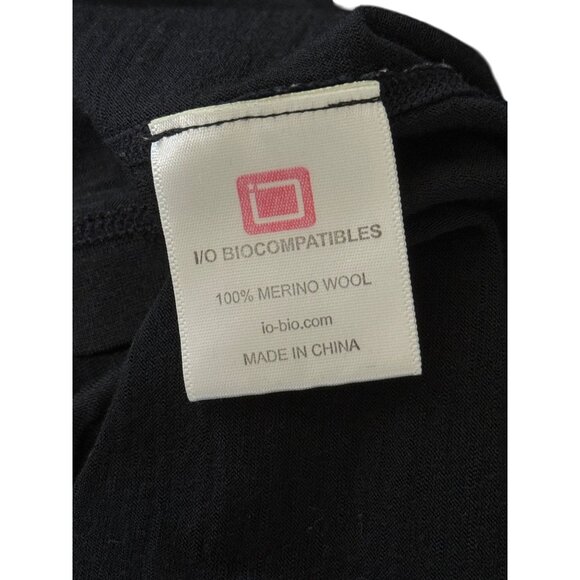 I/O BIOCOMPATIBLES
100% MERINO WOOL
io-bio.com
MADE IN CHINA